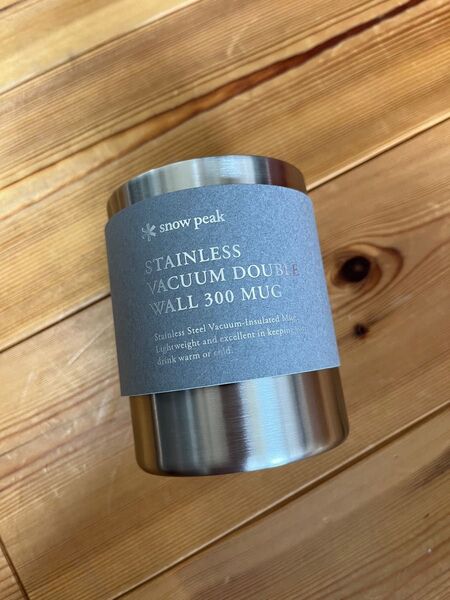 snow peak
STAINLESS
VACUUM DOUBLE
WALL 300 MUG
Stainless Steel Vacuum-Insulated Mug.
Lightweight and excellent in keeping
drink warm or cold.